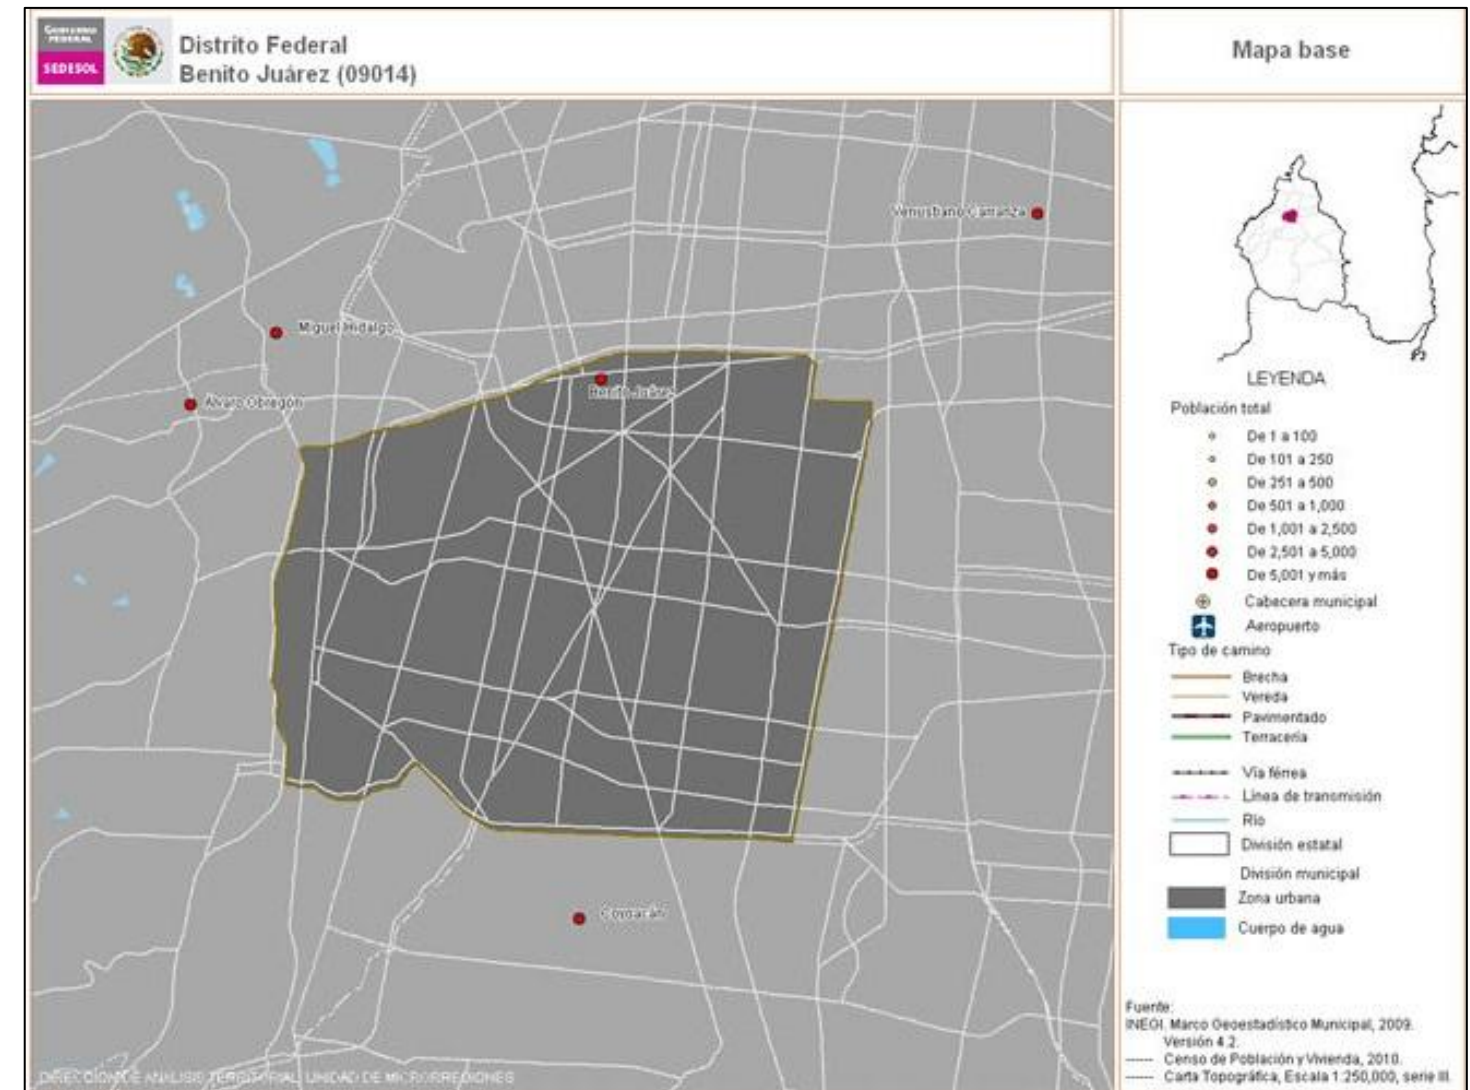 GOBIERNO
FEDERAL
SEDESOL
Distrito Federal
Benito Juárez (09014)
Mapa base
Venustiano Carranza
Miguel Hidalgo
Benito Juárez
Alvaro Obregón
Coyoacán
DIRECCIÓN DE ANALISIS TERRITORIAL, UNIDAD DE MICRORREGIONES
LEYENDA
Población total
De 1 a 100
De 101 a 250
De 251 a 500
De 501 a 1,000
De 1,001 a 2,500
De 2,501 a 5,000
De 5,001 y más
Cabecera municipal
Aeropuerto
Tipo de camino
Brecha
Vereda
Pavimentado
Terracería
Vía férrea
Línea de transmisión
Río
División estatal
División municipal
Zona urbana
Cuerpo de agua
Fuente:
INEGI. Marco Geoestadístico Municipal, 2009.
Versión 4.2.
----- Censo de Población y Vivienda, 2010.
----- Carta Topográfica, Escala 1:250,000, serie III.